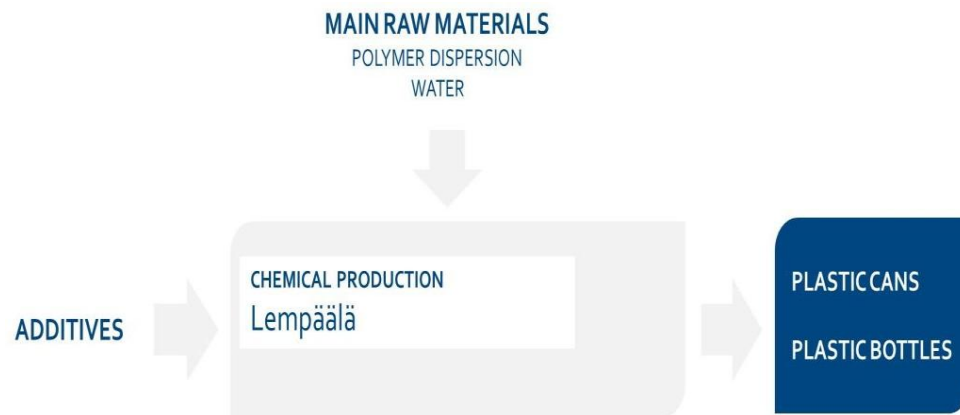 MAIN RAW MATERIALS
POLYMER DISPERSION
WATER
ADDITIVES
CHEMICAL PRODUCTION
Lempäälä
PLASTIC CANS
PLASTIC BOTTLES